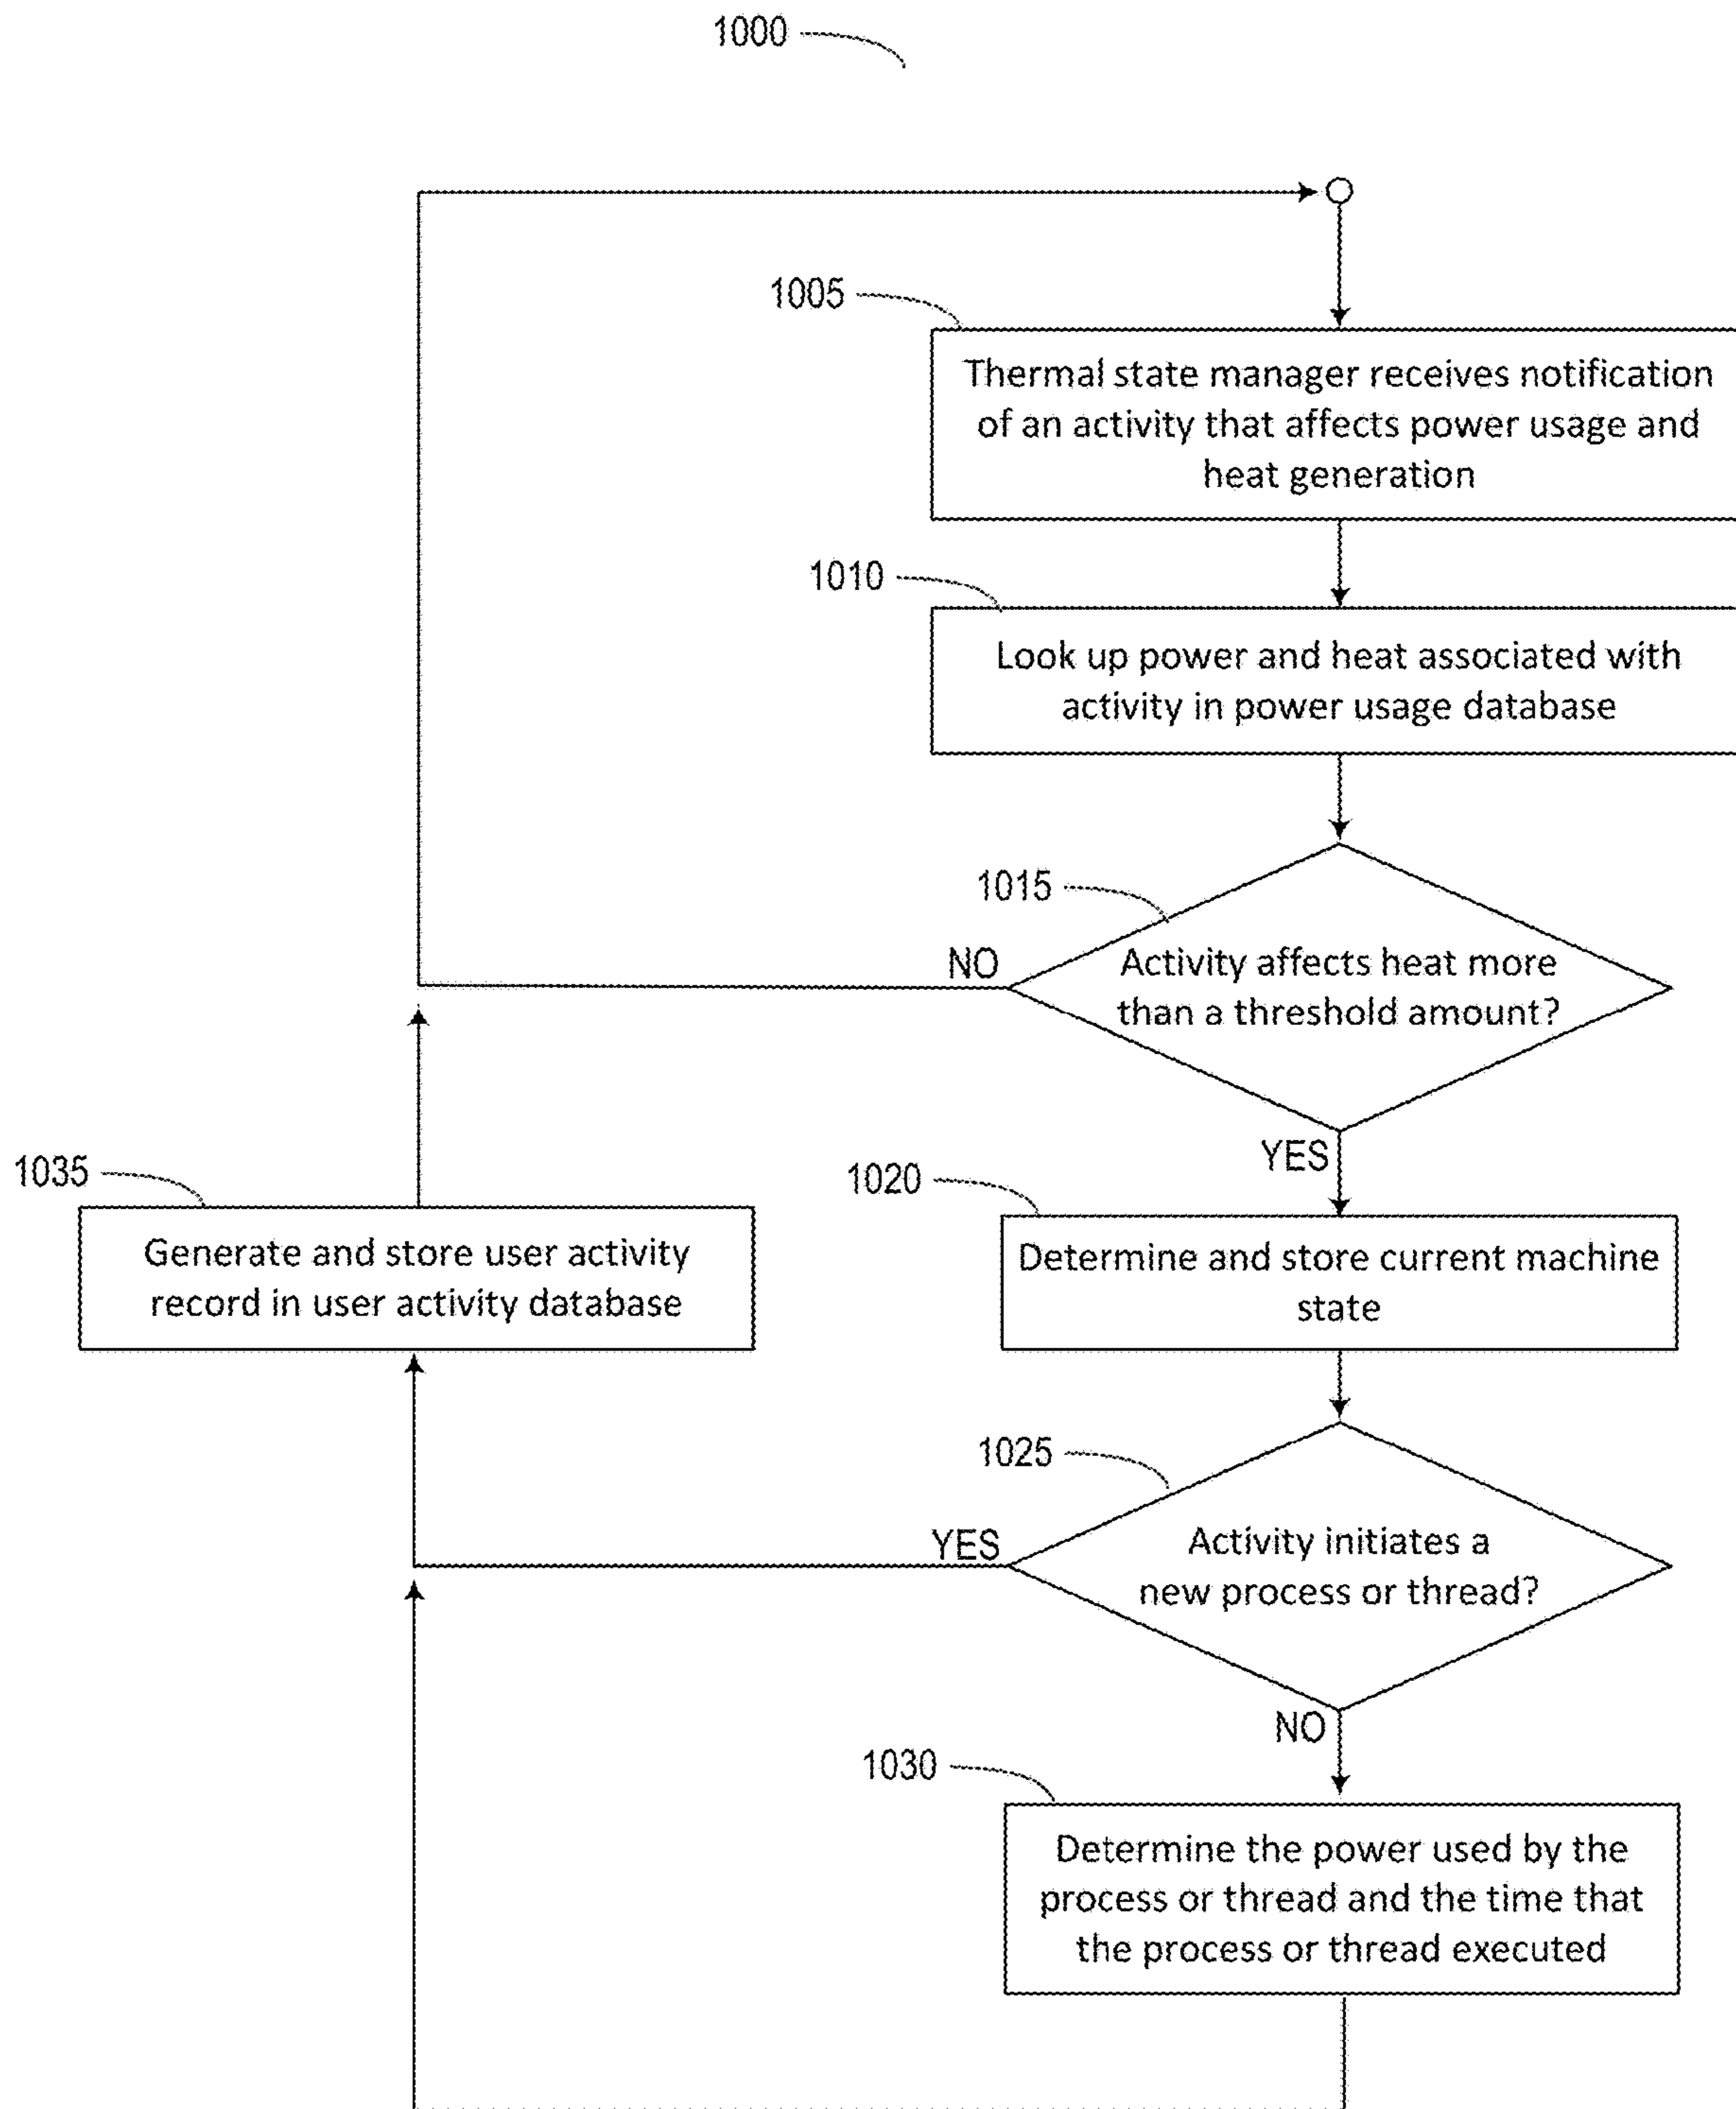 1000
1005
Thermal state manager receives notification
of an activity that affects power usage and
heat generation
1010
Look up power and heat associated with
activity in power usage database
1015
NO
Activity affects heat more
than a threshold amount?
YES
1035
1020
Generate and store user activity
record in user activity database
Determine and store current machine
state
1025
YES
Activity initiates a
new process or thread?
NO
1030
Determine the power used by the
process or thread and the time that
the process or thread executed